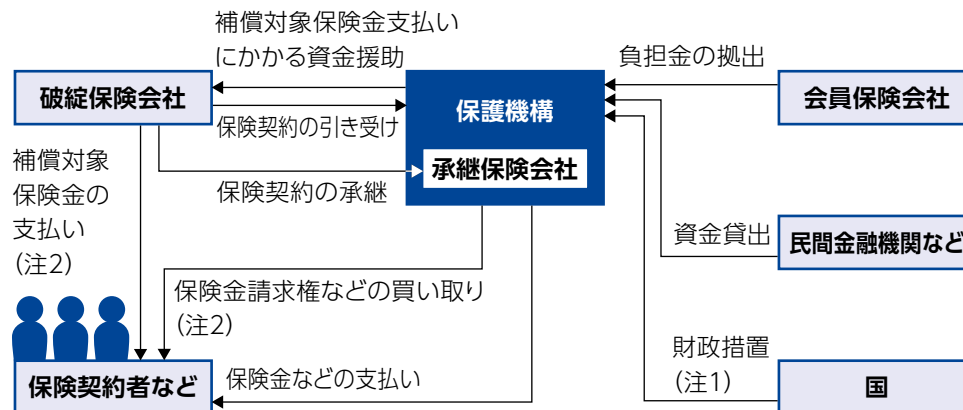 補償対象保険金支払い
にかかる資金援助
負担金の拠出
破綻保険会社
保護機構
会員保険会社
保険契約の引き受け
承継保険会社
補償対象
保険金の
支払い
(注2)
保険契約の承継
資金貸出
民間金融機関など
保険金請求権などの買い取り
(注2)
財政措置
(注1)
保険契約者など
保険金などの支払い
国